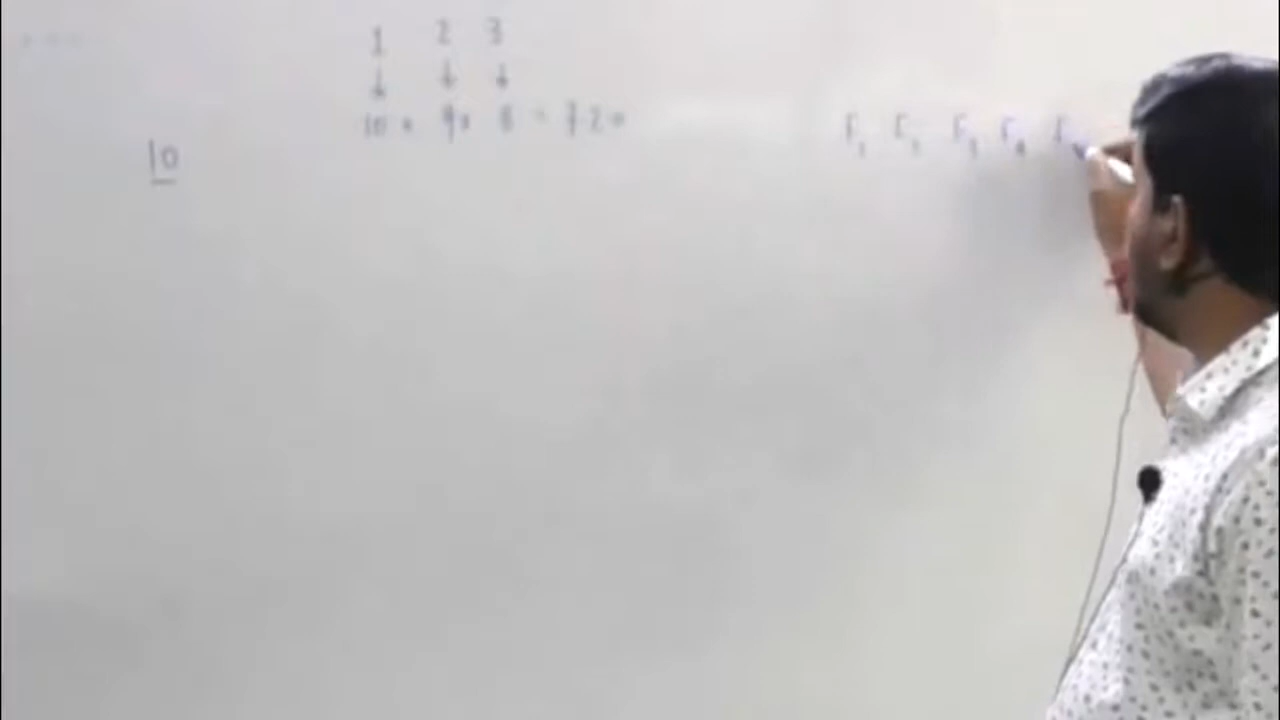 1 2 3
↓ ↓ ↓
10 × 9 × 8 = 720
10
F1 F2 F3 F4 F